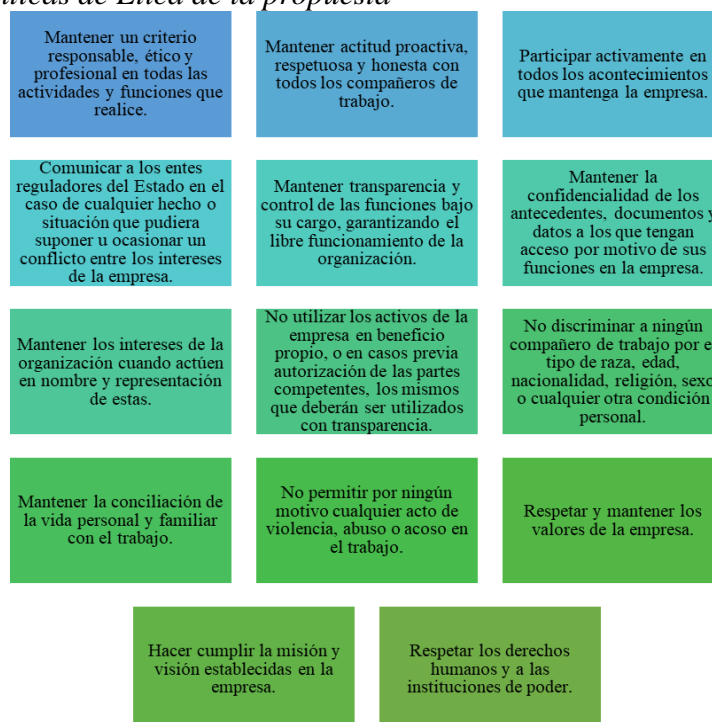 de Ética de la propuesta
Mantener un criterio
responsable, ético y
profesional en todas las
actividades y funciones que
realice.
Mantener actitud proactiva,
respetuosa y honesta con
todos los compañeros de
trabajo.
Participar activamente en
todos los acontecimientos
que mantenga la empresa.
Comunicar a los entes
reguladores del Estado en el
caso de cualquier hecho o
situación que pudiera
suponer u ocasionar un
conflicto entre los intereses
de la empresa.
Mantener transparencia y
control de las funciones bajo
su cargo, garantizando el
libre funcionamiento de la
organización.
Mantener la
confidencialidad de los
antecedentes, documentos y
datos a los que tengan
acceso por motivo de sus
funciones en la empresa.
Mantener los intereses de la
organización cuando actúen
en nombre y representación
de estas.
No utilizar los activos de la
empresa en beneficio
propio, o en casos previa
autorización de las partes
competentes, los mismos
que deberán ser utilizados
con transparencia.
No discriminar a ningún
compañero de trabajo por el
tipo de raza, edad,
nacionalidad, religión, sexo
o cualquier otra condición
personal.
Mantener la conciliación de
la vida personal y familiar
con el trabajo.
No permitir por ningún
motivo cualquier acto de
violencia, abuso o acoso en
el trabajo.
Respetar y mantener los
valores de la empresa.
Hacer cumplir la misión y
visión establecidas en la
empresa.
Respetar los derechos
humanos y a las
instituciones de poder.